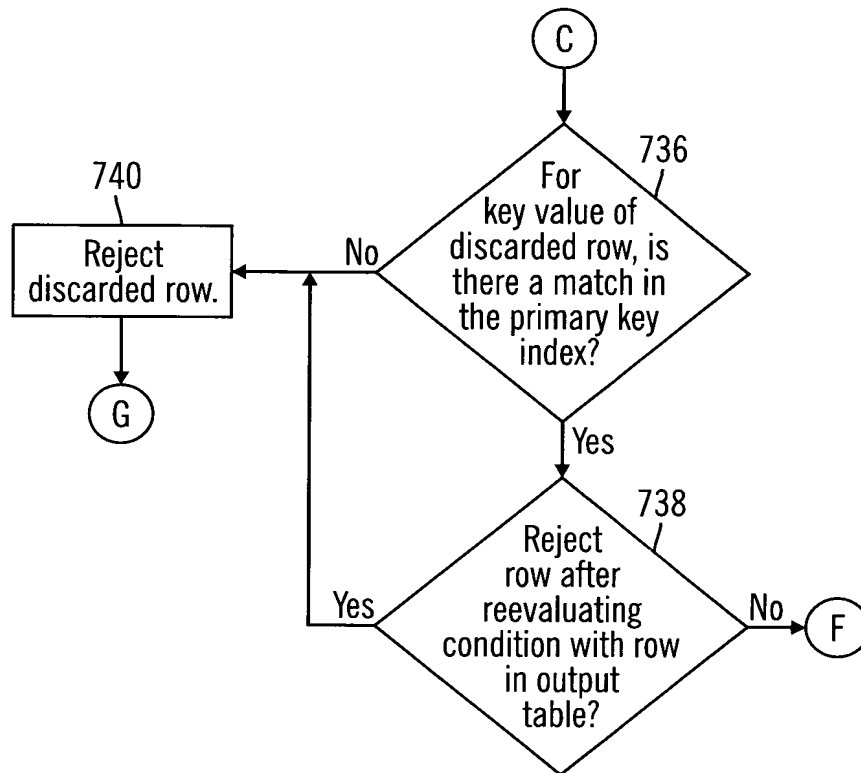 C
736
For
key value of
discarded row, is
there a match in
the primary key
index?
No
740
Reject
discarded row.
G
Yes
738
Reject
row after
reevaluating
condition with row
in output
table?
Yes
No
F